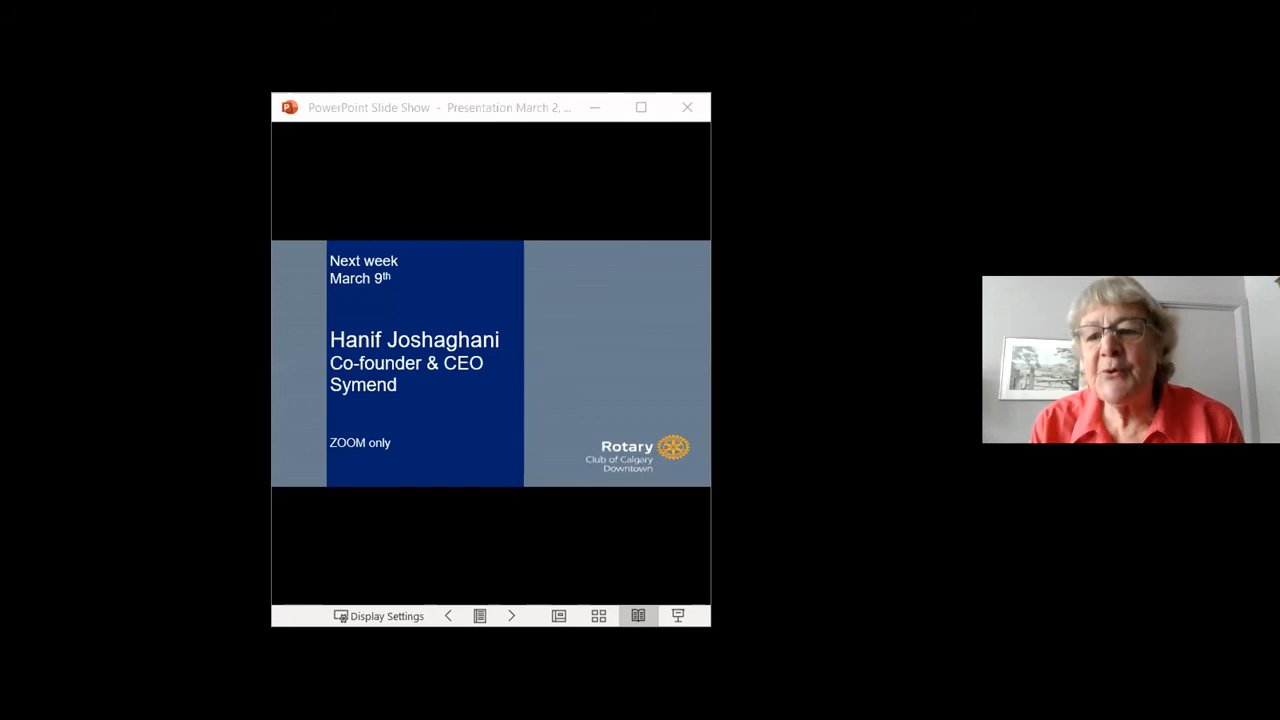 PowerPoint Slide Show - Presentation March 2, ...
Next week
March 9th
Hanif Joshaghani
Co-founder & CEO
Symend
ZOOM only
Rotary
Club of Calgary
Downtown
Display Settings